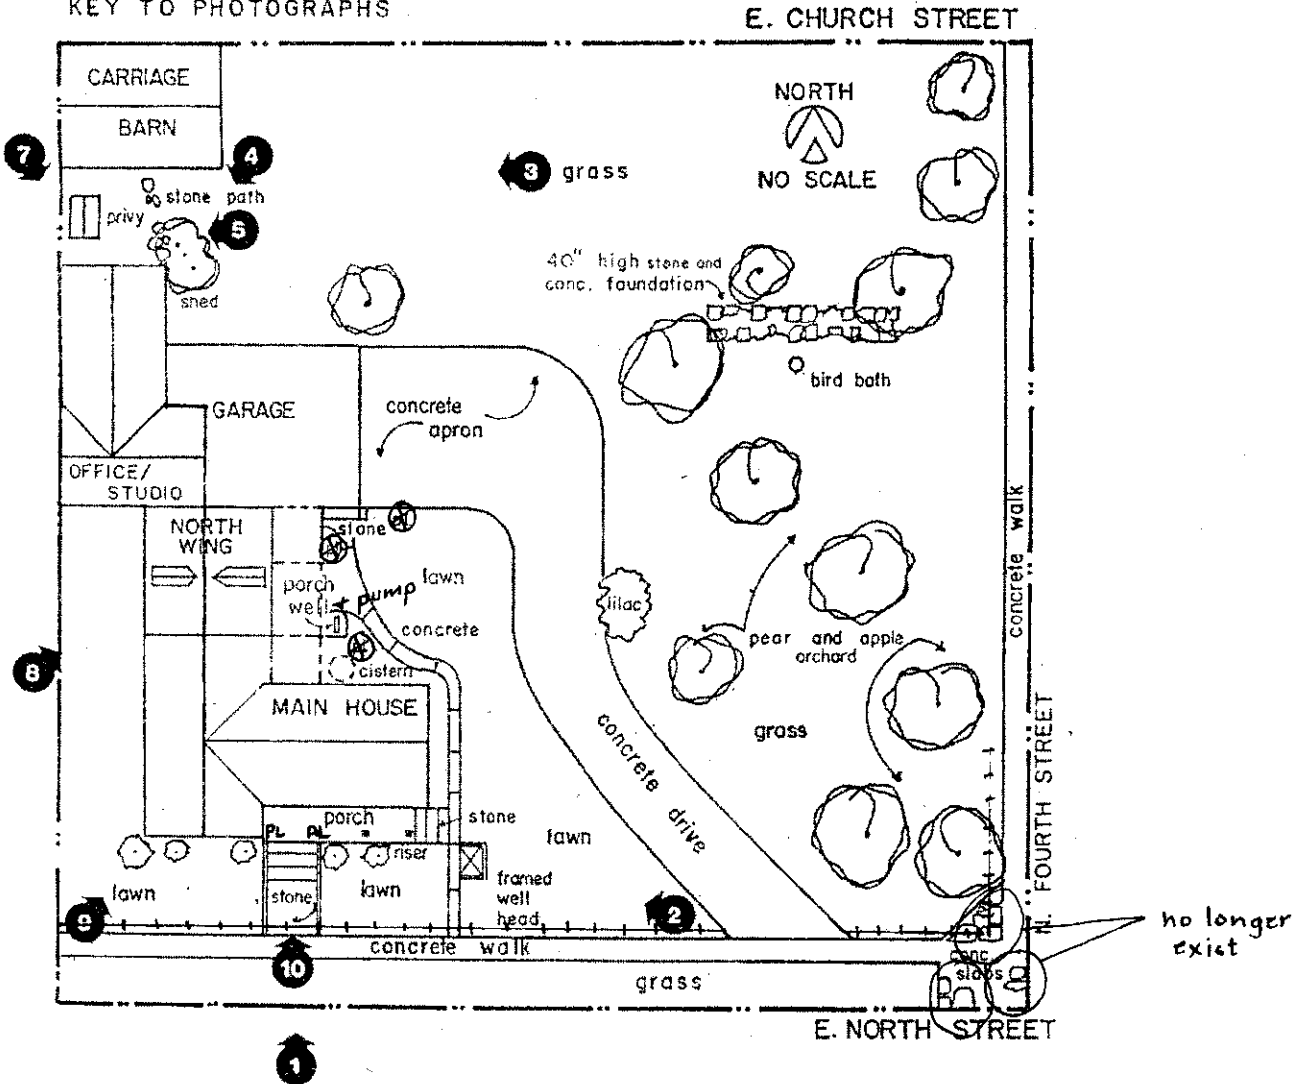 KEY TO PHOTOGRAPHS
E. CHURCH STREET
CARRIAGE
BARN
NORTH
NO SCALE
7
4
3 grass
stone path
privy
5
shed
40" high stone and
conc. foundation
bird bath
GARAGE
concrete
apron
OFFICE/
STUDIO
NORTH
WING
stone
porch
well + pump
lawn
concrete
cistern
lilac
pear and apple
orchard
concrete walk
8
MAIN HOUSE
grass
concrete drive
N. FOURTH STREET
porch
stone
PL PL
riser
lawn
lawn
stone
lawn
framed
well
head
9
2
10
concrete walk
conc.
slabs
no longer
exist
grass
E. NORTH STREET
1